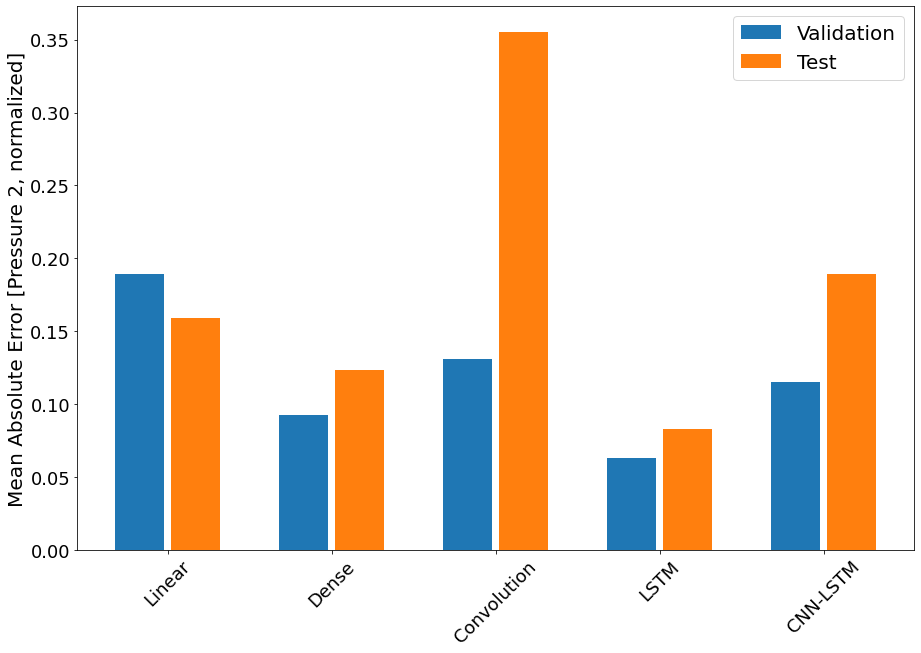 Mean Absolute Error [Pressure 2, normalized]
0.35
0.30
0.25
0.20
0.15
0.10
0.05
0.00
Validation
Test
Linear
Dense
Convolution
LSTM
CNN-LSTM